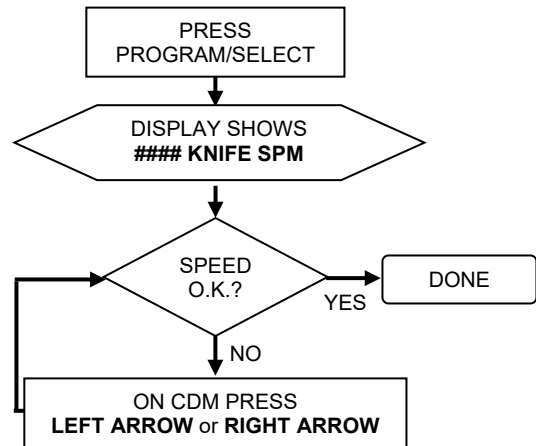 PRESS
PROGRAM/SELECT
DISPLAY SHOWS
#### KNIFE SPM
SPEED
O.K.?
YES
DONE
NO
ON CDM PRESS
LEFT ARROW or RIGHT ARROW